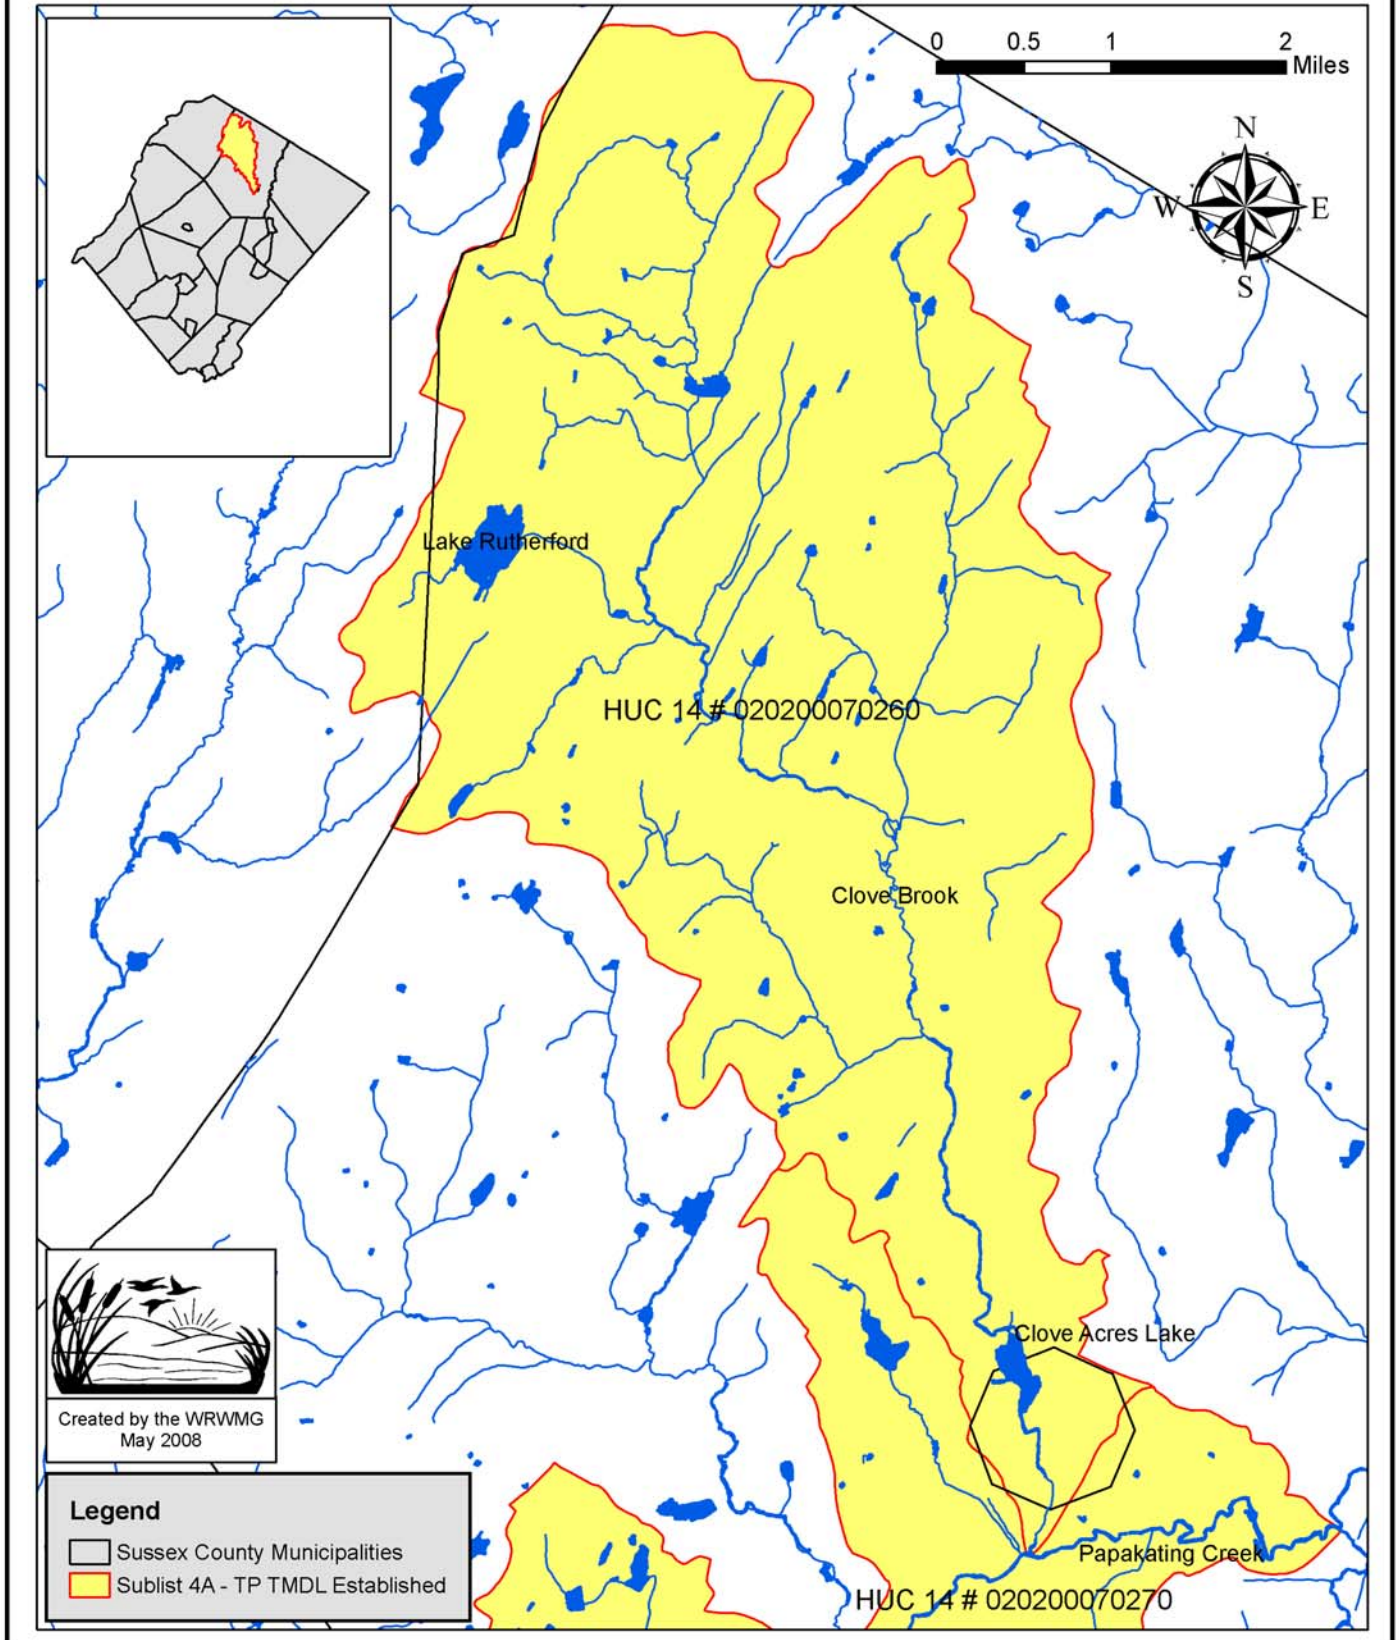 0 0.5 1 2
Miles
N
W E
S
Lake Rutherford
HUC 14 # 020200070260
Clove Brook
Clove Acres Lake
Created by the WRWMG
May 2008
Legend
Sussex County Municipalities
Sublist 4A - TP TMDL Established
Papakating Creek
HUC 14 # 020200070270